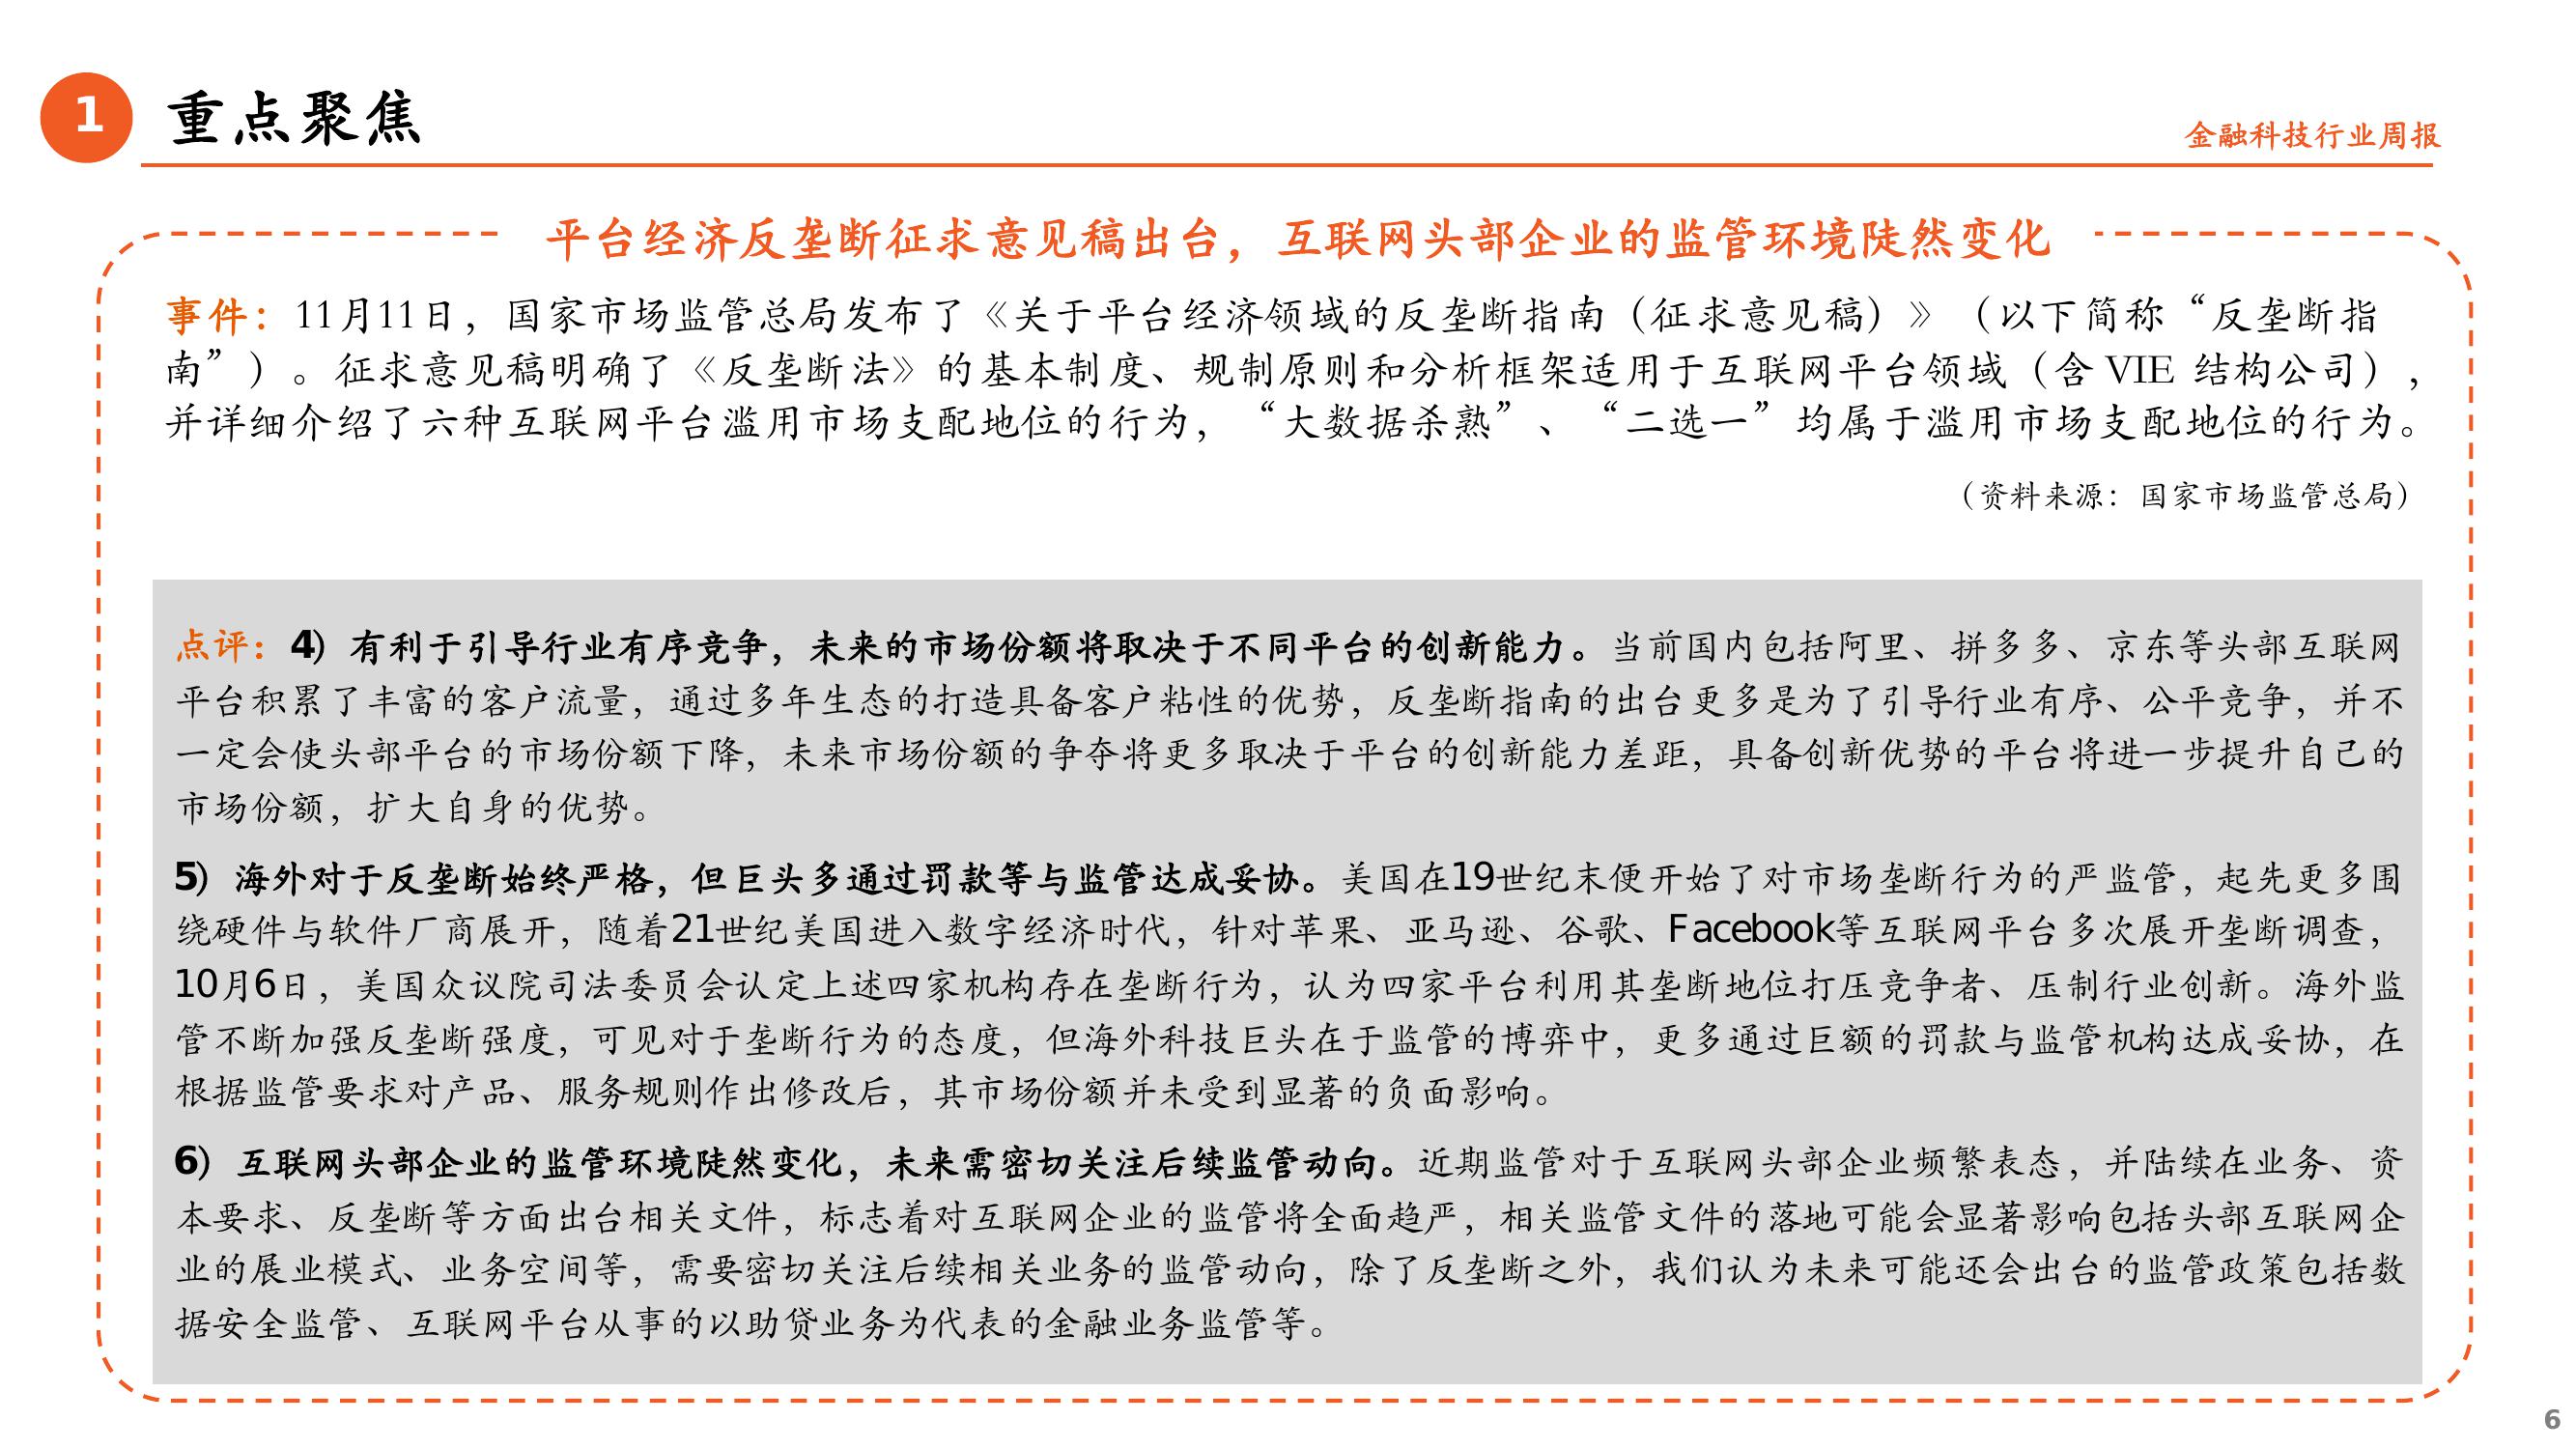 1
重点聚焦
金融科技行业周报
平台经济反垄断征求意见稿出台，互联网头部企业的监管环境陡然变化
事件：11月11日，国家市场监管总局发布了《关于平台经济领域的反垄断指南（征求意见稿）》（以下简称“反垄断指
南”）。征求意见稿明确了《反垄断法》的基本制度、规制原则和分析框架适用于互联网平台领域（含 VIE 结构公司），
并详细介绍了六种互联网平台滥用市场支配地位的行为，“大数据杀熟”、“二选一”均属于滥用市场支配地位的行为。
（资料来源：国家市场监管总局）
点评：4）有利于引导行业有序竞争，未来的市场份额将取决于不同平台的创新能力。当前国内包括阿里、拼多多、京东等头部互联网
平台积累了丰富的客户流量，通过多年生态的打造具备客户粘性的优势，反垄断指南的出台更多是为了引导行业有序、公平竞争，并不
一定会使头部平台的市场份额下降，未来市场份额的争夺将更多取决于平台的创新能力差距，具备创新优势的平台将进一步提升自己的
市场份额，扩大自身的优势。
5）海外对于反垄断始终严格，但巨头多通过罚款等与监管达成妥协。美国在19世纪末便开始了对市场垄断行为的严监管，起先更多围
绕硬件与软件厂商展开，随着21世纪美国进入数字经济时代，针对苹果、亚马逊、谷歌、Facebook等互联网平台多次展开垄断调查，
10月6日，美国众议院司法委员会认定上述四家机构存在垄断行为，认为四家平台利用其垄断地位打压竞争者、压制行业创新。海外监
管不断加强反垄断强度，可见对于垄断行为的态度，但海外科技巨头在于监管的博弈中，更多通过巨额的罚款与监管机构达成妥协，在
根据监管要求对产品、服务规则作出修改后，其市场份额并未受到显著的负面影响。
6）互联网头部企业的监管环境陡然变化，未来需密切关注后续监管动向。近期监管对于互联网头部企业频繁表态，并陆续在业务、资
本要求、反垄断等方面出台相关文件，标志着对互联网企业的监管将全面趋严，相关监管文件的落地可能会显著影响包括头部互联网企
业的展业模式、业务空间等，需要密切关注后续相关业务的监管动向，除了反垄断之外，我们认为未来可能还会出台的监管政策包括数
据安全监管、互联网平台从事的以助贷业务为代表的金融业务监管等。
6